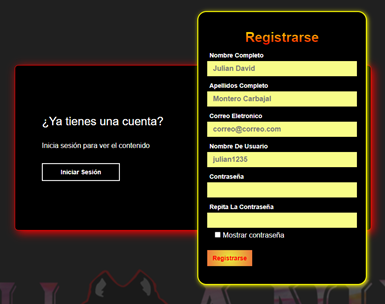 ¿Ya tienes una cuenta?
Inicia sesión para ver el contenido
Iniciar Sesión
Registrarse
Nombre Completo
Julian David
Apellidos Completo
Montero Carbajal
Correo Eletronico
correo@correo.com
Nombre De Usuario
julian1235
Contraseña
Repita La Contraseña
Mostrar contraseña
Registrarse